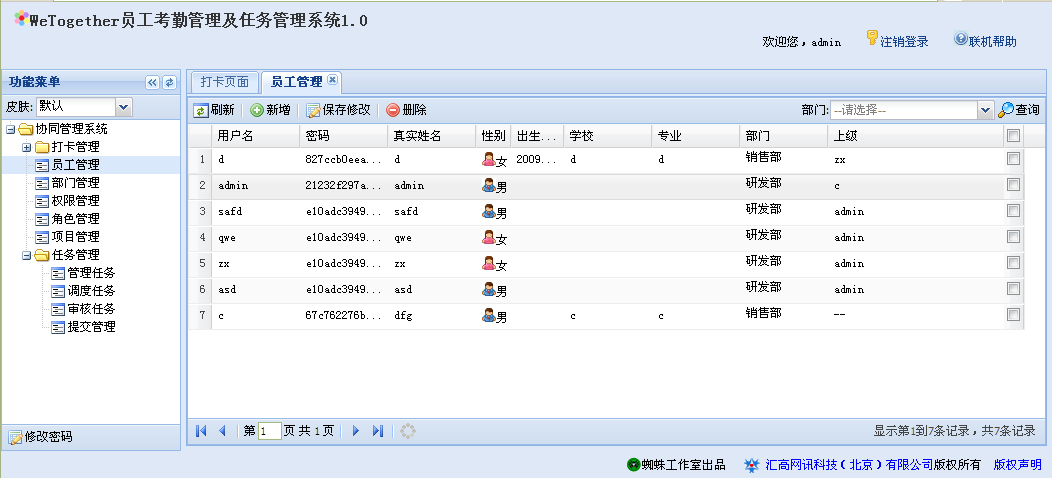 WeTogether员工考勤管理及任务管理系统1.0
欢迎您，admin 注销登录 联机帮助
功能菜单
皮肤: 默认
协同管理系统
打卡管理
员工管理
部门管理
权限管理
角色管理
项目管理
任务管理
管理任务
调度任务
审核任务
提交管理
修改密码
打卡页面 员工管理
刷新 新增 保存修改 删除 部门: --请选择-- 查询
用户名 密码 真实姓名 性别 出生... 学校 专业 部门 上级
1 d 827ccb0eea... d 女 2009... d d 销售部 zx
2 admin 21232f297a... admin 男 研发部 c
3 safd e10adc3949... safd 男 研发部 admin
4 qwe e10adc3949... qwe 女 研发部 admin
5 zx e10adc3949... zx 女 研发部 admin
6 asd e10adc3949... asd 男 研发部 admin
7 c 67c762276b... dfg 男 c c 销售部 --
第 1 页 共 1 页 显示第1到7条记录，共7条记录
蜘蛛工作室出品 汇高网讯科技（北京）有限公司版权所有 版权声明